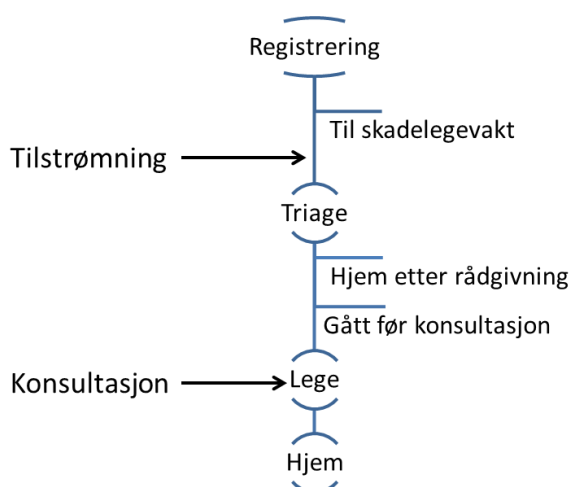 Registrering
Til skadelegevakt
Tilstrømning
Triage
Hjem etter rådgivning
Gått før konsultasjon
Konsultasjon
Lege
Hjem